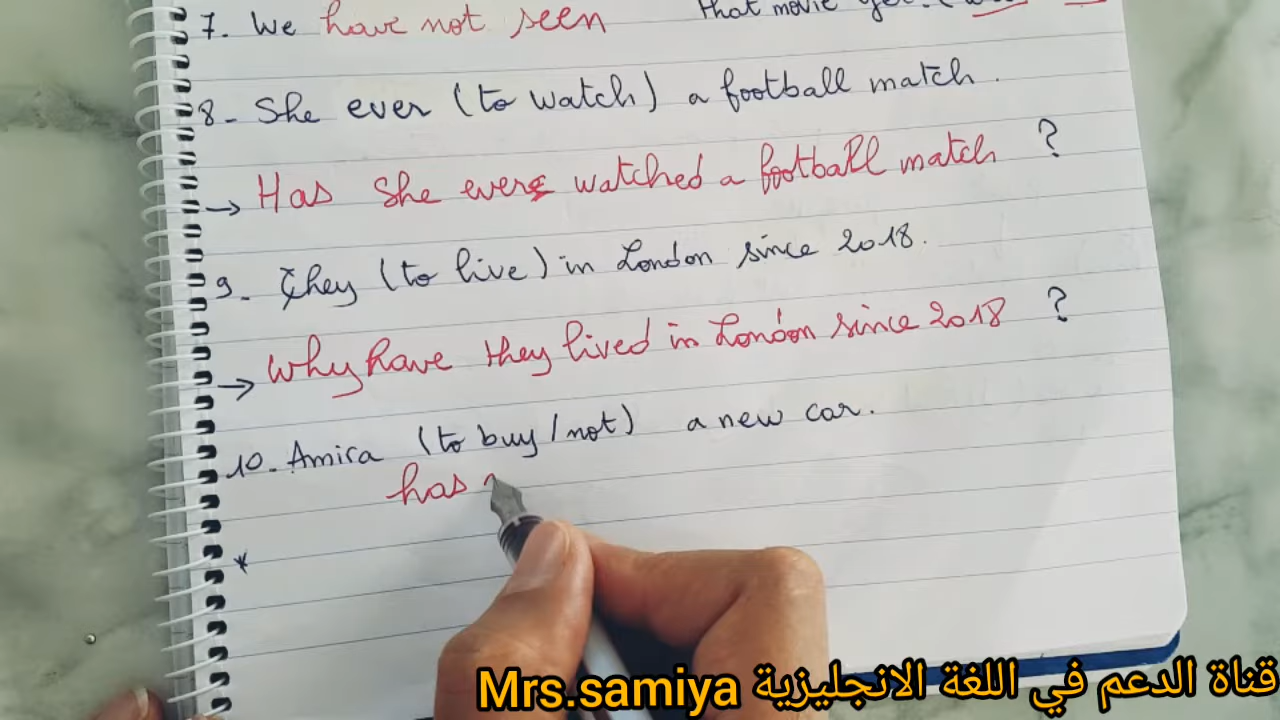 7. We have not seen that movie yet.
8- She ever (to watch) a football match.
→ Has she ever watched a football match ?
9- They (to live) in London since 2018.
→ why have they lived in London since 2018 ?
10- Amira (to buy/not) a new car.
has
*
Mrs.samiya قناة الدعم في اللغة الانجليزية